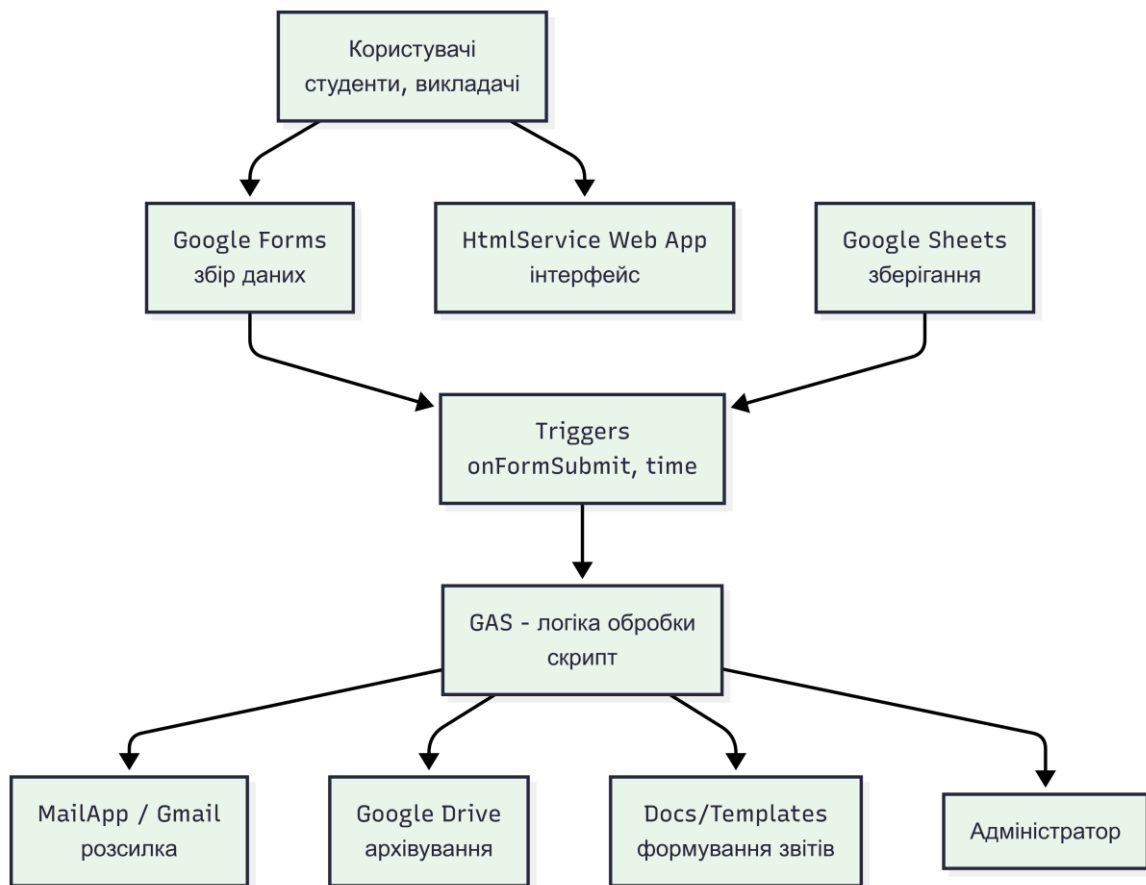 Користувачі
студенти, викладачі
Google Forms
збір даних
HtmlService Web App
інтерфейс
Google Sheets
зберігання
Triggers
onFormSubmit, time
GAS - логіка обробки
скрипт
MailApp / Gmail
розсилка
Google Drive
архівування
Docs/Templates
формування звітів
Адміністратор